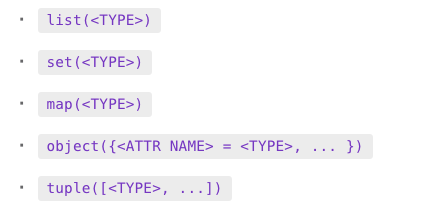 list(<TYPE>)
set(<TYPE>)
map(<TYPE>)
object({<ATTR NAME> = <TYPE>, ... })
tuple([<TYPE>, ...])